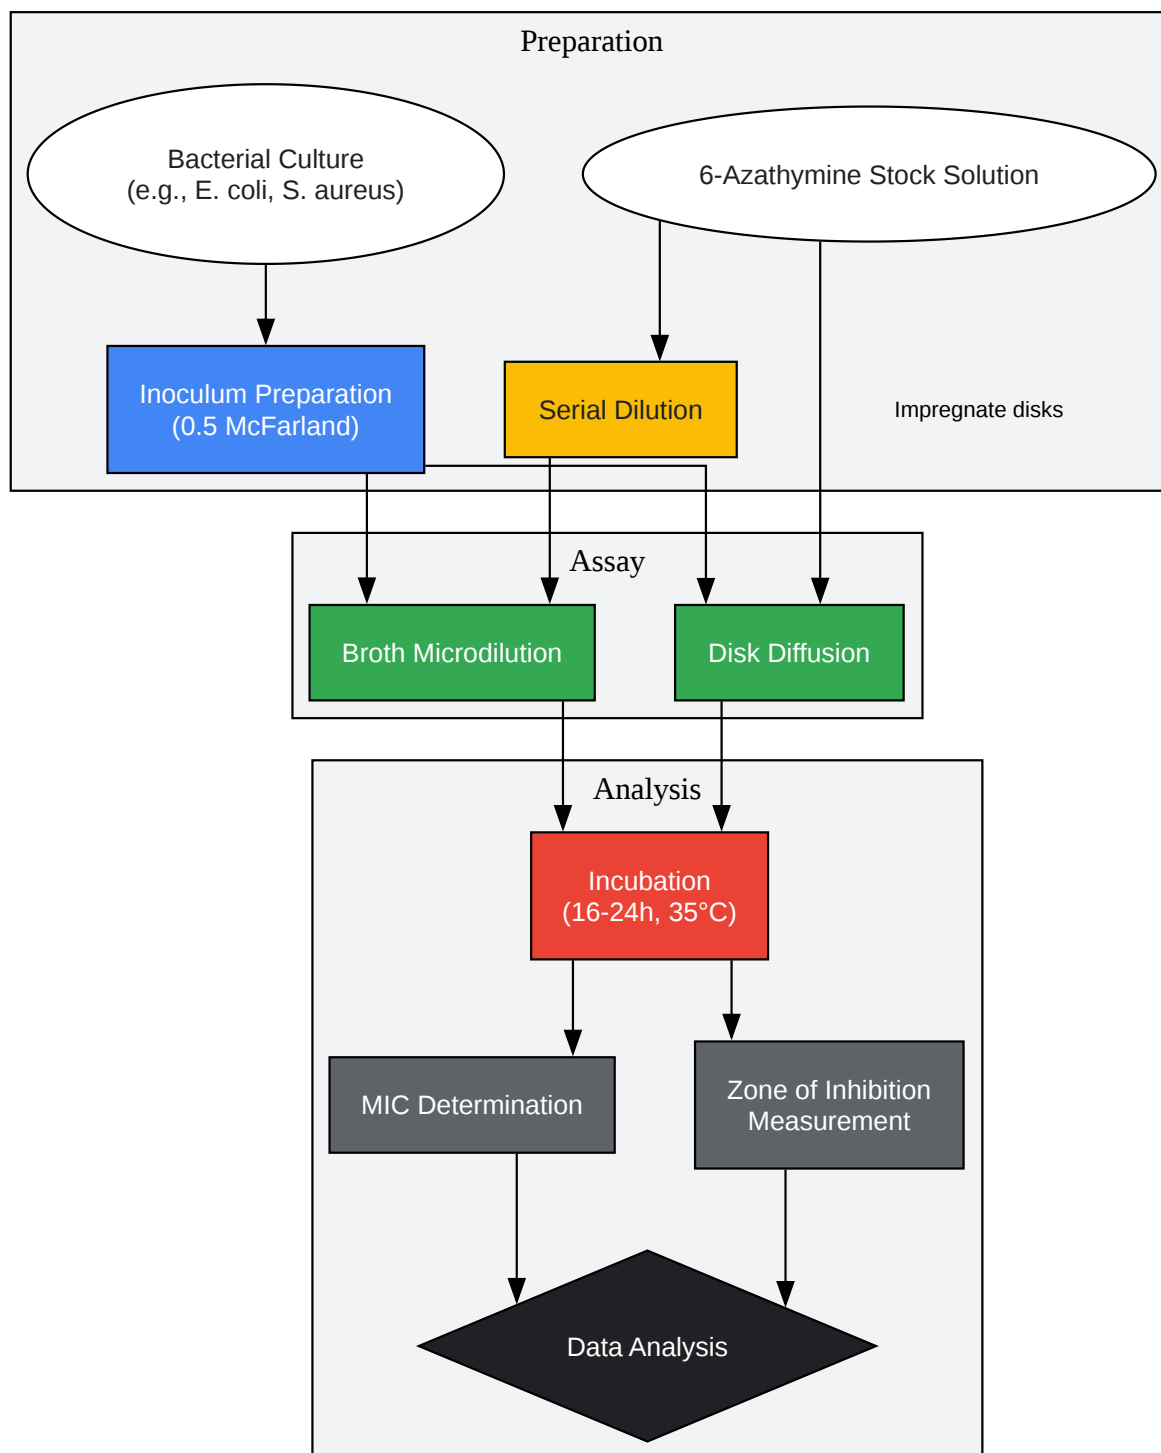 Preparation
Bacterial Culture
(e.g., E. coli, S. aureus)
6-Azathymine Stock Solution
Inoculum Preparation
(0.5 McFarland)
Serial Dilution
Impregnate disks
Assay
Broth Microdilution
Disk Diffusion
Analysis
Incubation
(16-24h, 35°C)
MIC Determination
Zone of Inhibition
Measurement
Data Analysis